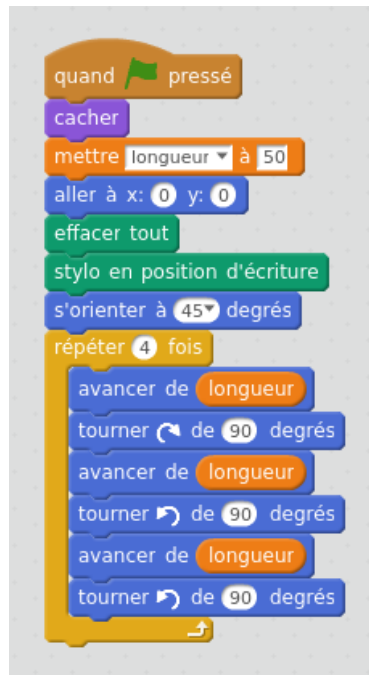 quand pressé
cacher
mettre longueur à 50
aller à x: 0 y: 0
effacer tout
stylo en position d'écriture
s'orienter à 45 degrés
répéter 4 fois
avancer de longueur
tourner de 90 degrés
avancer de longueur
tourner de 90 degrés
avancer de longueur
tourner de 90 degrés